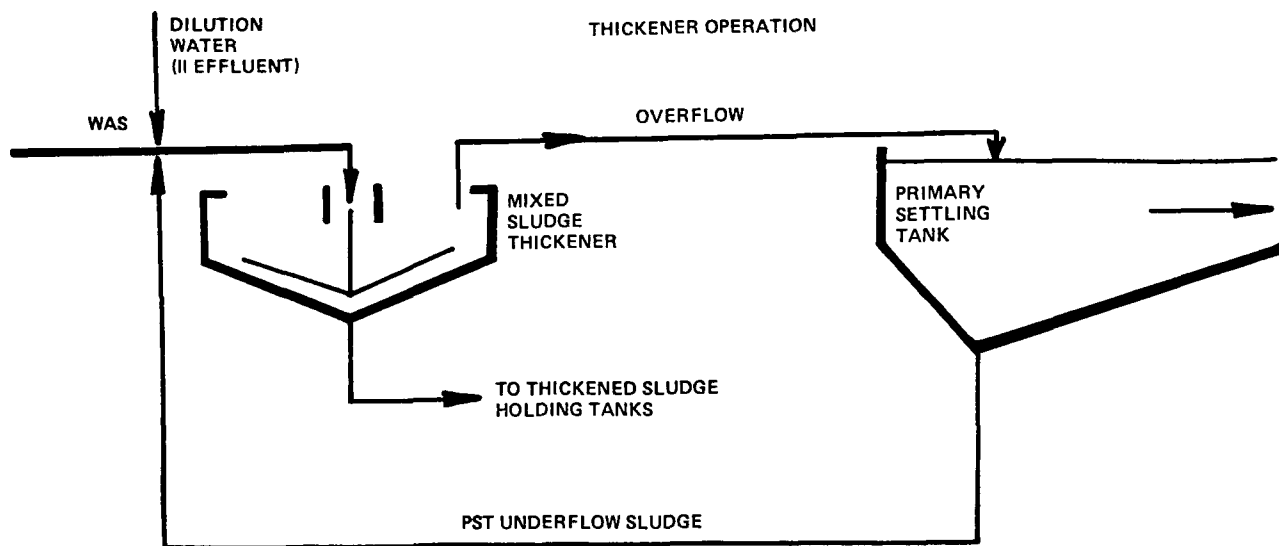 THICKENER OPERATION
DILUTION
WATER
(II EFFLUENT)
WAS
OVERFLOW
MIXED
SLUDGE
THICKENER
PRIMARY
SETTLING
TANK
TO THICKENED SLUDGE
HOLDING TANKS
PST UNDERFLOW SLUDGE